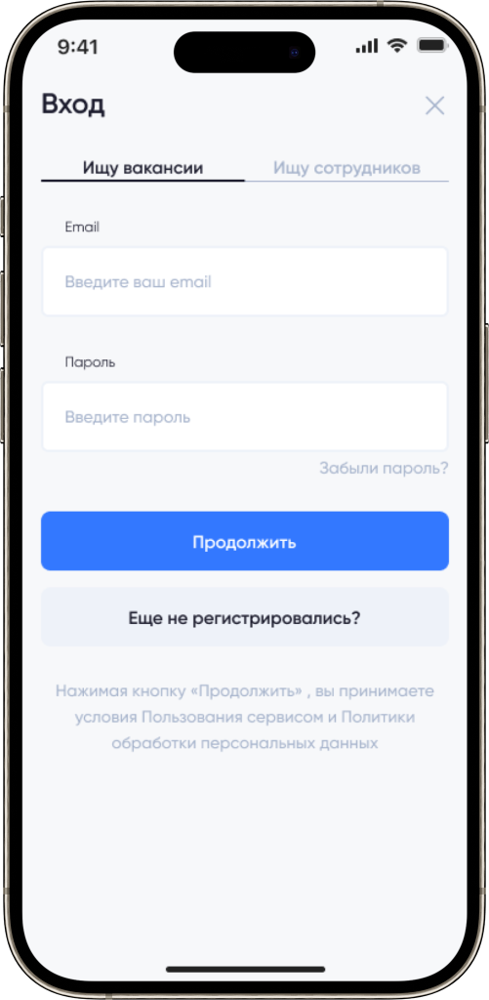 9:41
Вход
Ищу вакансии
Ищу сотрудников
Email
Введите ваш email
Пароль
Введите пароль
Забыли пароль?
Продолжить
Еще не регистрировались?
Нажимая кнопку «Продолжить» , вы принимаете
условия Пользования сервисом и Политики
обработки персональных данных